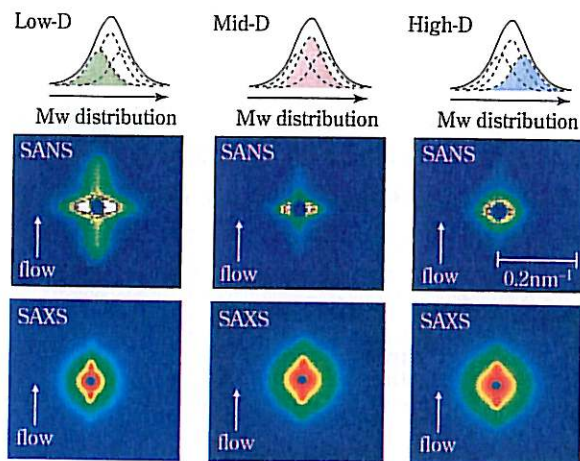 Low-D
Mid-D
High-D
Mw distribution
Mw distribution
Mw distribution
SANS
SANS
SANS
flow
flow
flow
0.2nm⁻¹
SAXS
SAXS
SAXS
flow
flow
flow